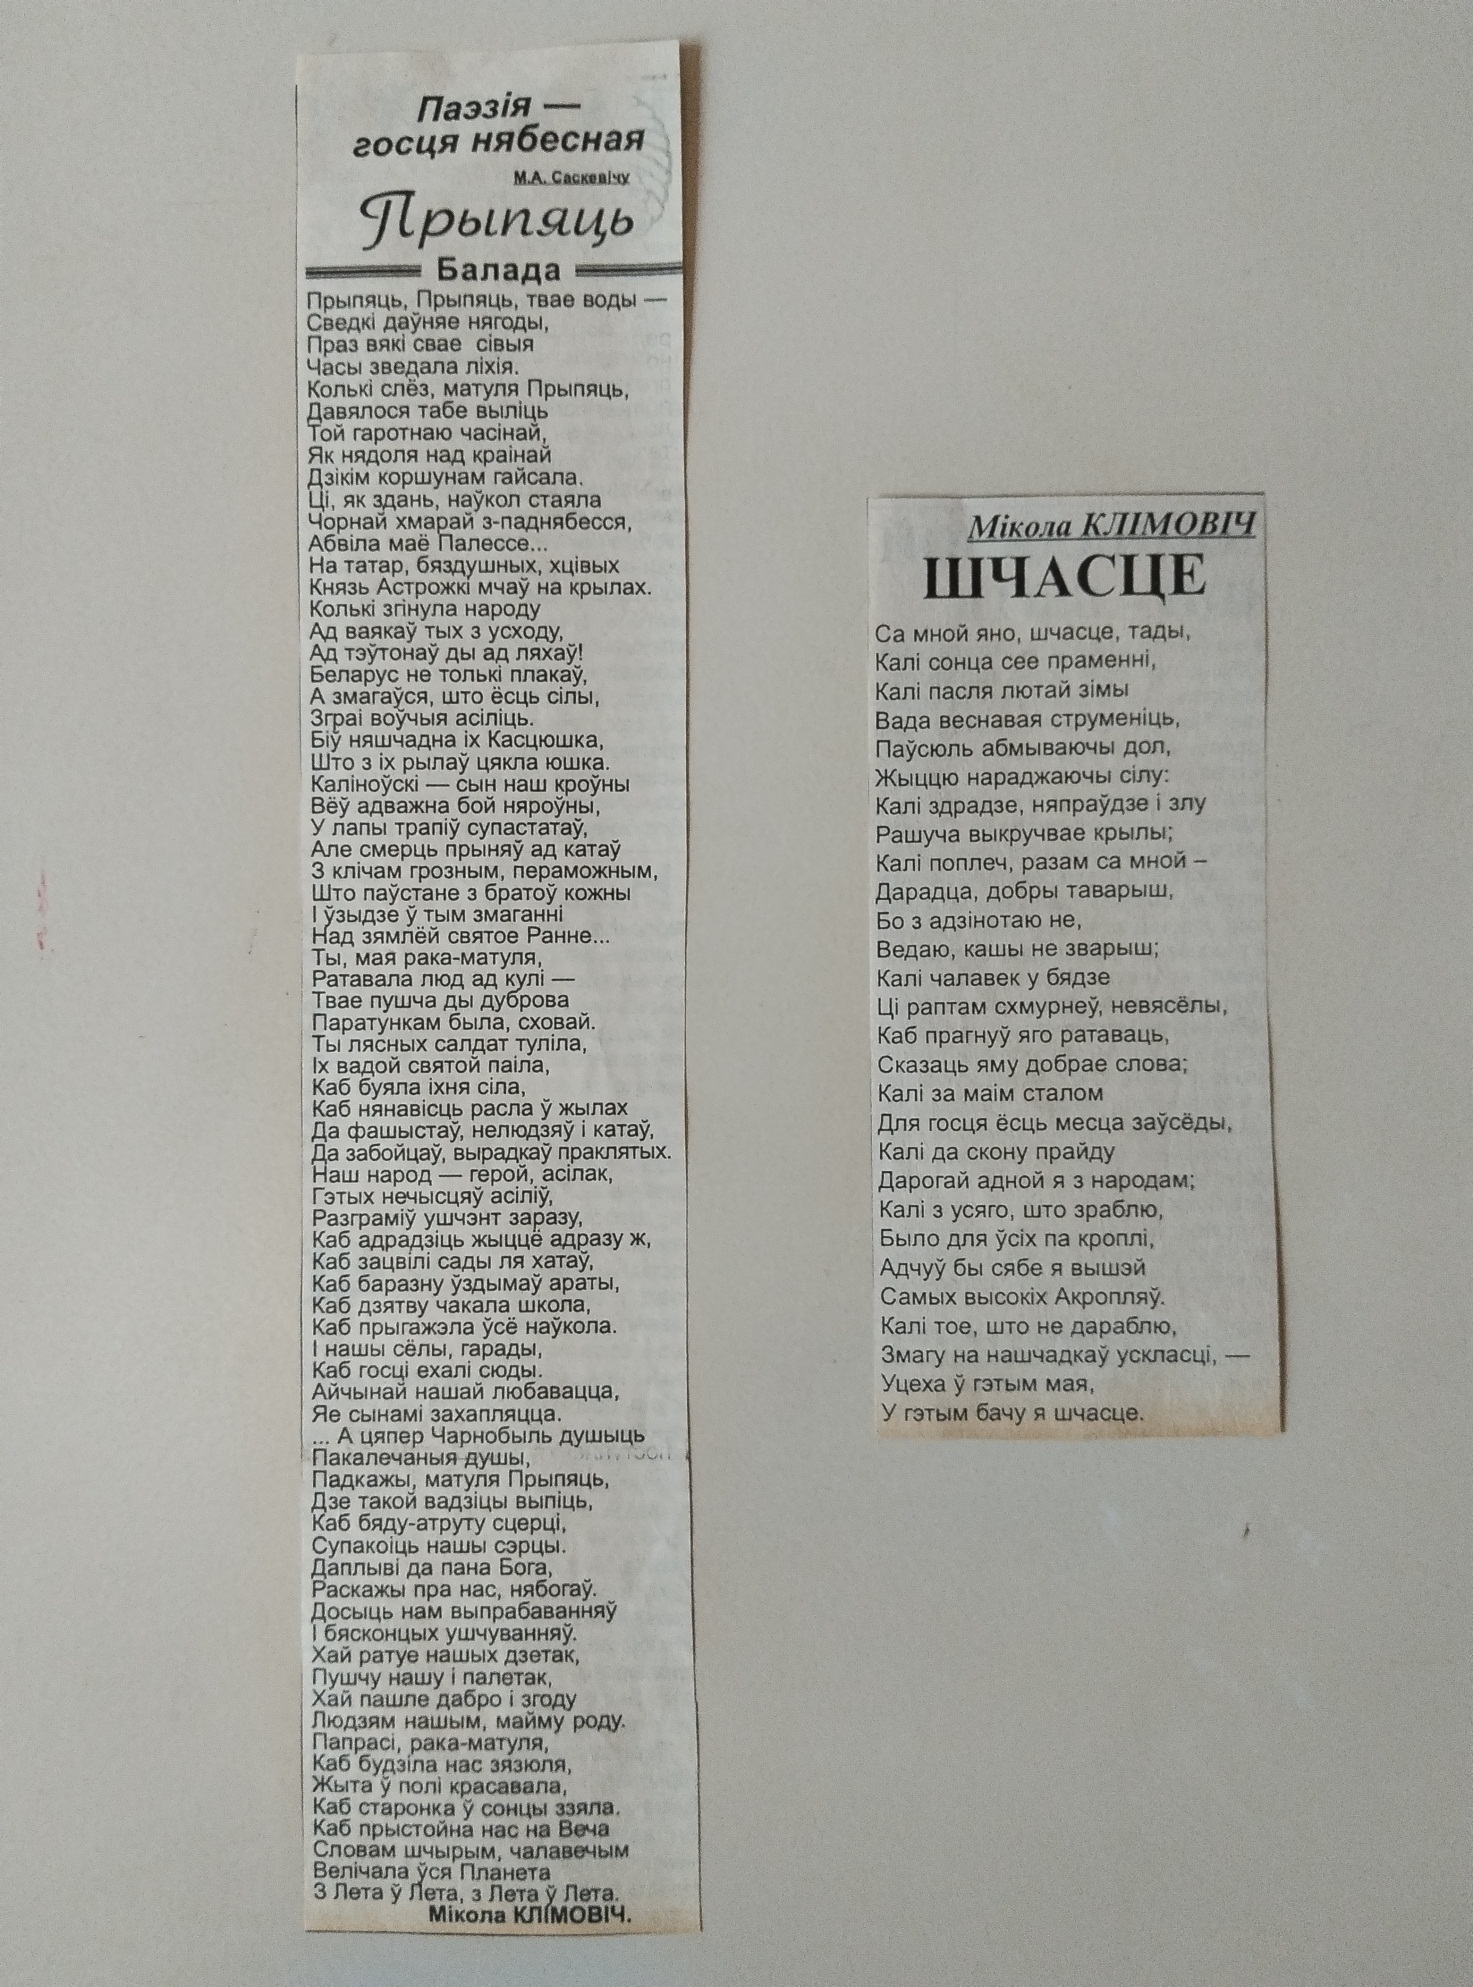 Паэзія —
госця нябесная
М.А. Саскевічу
Прыпяць
Балада
Прыпяць, Прыпяць, твае воды —
Сведкі даўняе нягоды,
Праз вякі свае сівыя
Часы зведала ліхія.
Колькі слёз, матуля Прыпяць,
Давялося табе выліць
Той гаротнаю часінай,
Як нядоля над краінай
Дзікім коршунам гайсала.
Ці, як здань, наўкол стаяла
Чорнай хмарай з-паднябесся,
Абвіла маё Палессе...
На татар, бяздушных, хцівых
Князь Астрожкі мчаў на крылах.
Колькі згінула народу
Ад ваякаў тых з усходу,
Ад тэўтонаў ды ад ляхаў!
Беларус не толькі плакаў,
А змагаўся, што ёсць сілы,
Зграі воўчыя асіліць.
Біў няшчадна іх Касцюшка,
Што з іх рылаў цякла юшка.
Каліноўскі — сын наш кроўны
Вёў адважна бой няроўны,
У лапы трапіў супастатаў,
Але смерць прыняў ад катаў
З клічам грозным, пераможным,
Што паўстане з братоў кожны
І ўзыдзе ў тым змаганні
Над зямлёй святое Ранне...
Ты, мая рака-матуля,
Ратавала люд ад кулі —
Твае пушча ды дуброва
Паратункам была, сховай.
Ты лясных салдат туліла,
Іх вадой святой паіла,
Каб буяла іхня сіла,
Каб нянавісць расла ў жылах
Да фашыстаў, нелюдзяў і катаў,
Да забойцаў, вырадкаў праклятых.
Наш народ — герой, асілак,
Гэтых нечысцяў асіліў,
Разграміў ушчэнт заразу,
Каб адрадзіць жыццё адразу ж,
Каб зацвілі сады ля хатаў,
Каб баразну ўздымаў араты,
Каб дзятву чакала школа,
Каб прыгажэла ўсё наўкола.
І нашы сёлы, гарады,
Каб госці ехалі сюды.
Айчынай нашай любавацца,
Яе сынамі захапляцца.
... А цяпер Чарнобыль душыць
Пакалечаныя душы,
Падкажы, матуля Прыпяць,
Дзе такой вадзіцы выпіць,
Каб бяду-атруту сцерці,
Супакоіць нашы сэрцы.
Даплыві да пана Бога,
Раскажы пра нас, нябогаў.
Досыць нам выпрабаванняў
І бясконцых ушчуванняў.
Хай ратуе нашых дзетак,
Пушчу нашу і палетак,
Хай пашле дабро і згоду
Людзям нашым, майму роду.
Папрасі, рака-матуля,
Каб будзіла нас зязюля,
Жыта ў полі красавала,
Каб старонка ў сонцы ззяла.
Каб прыстойна нас на Веча
Словам шчырым, чалавечым
Велічала ўся Планета
З Лета ў Лета, з Лета ў Лета.
Мікола КЛІМОВІЧ.
Мікола КЛІМОВІЧ
ШЧАСЦЕ
Са мной яно, шчасце, тады,
Калі сонца сее праменні,
Калі пасля лютай зімы
Вада веснавая струменіць,
Паўсюль абмываючы дол,
Жыццю нараджаючы сілу:
Калі здрадзе, няпраўдзе і злу
Рашуча выкручвае крылы;
Калі поплеч, разам са мной –
Дарадца, добры таварыш,
Бо з адзінотаю не,
Ведаю, кашы не зварыш;
Калі чалавек у бядзе
Ці раптам схмурнеў, невясёлы,
Каб прагнуў яго ратаваць,
Сказаць яму добрае слова;
Калі за маім сталом
Для госця ёсць месца заўсёды,
Калі да скону прайду
Дарогай адной я з народам;
Калі з усяго, што зраблю,
Было для ўсіх па кроплі,
Адчуў бы сябе я вышэй
Самых высокіх Акропляў.
Калі тое, што не дараблю,
Змагу на нашчадкаў ускласці, —
Уцеха ў гэтым мая,
У гэтым бачу я шчасце.